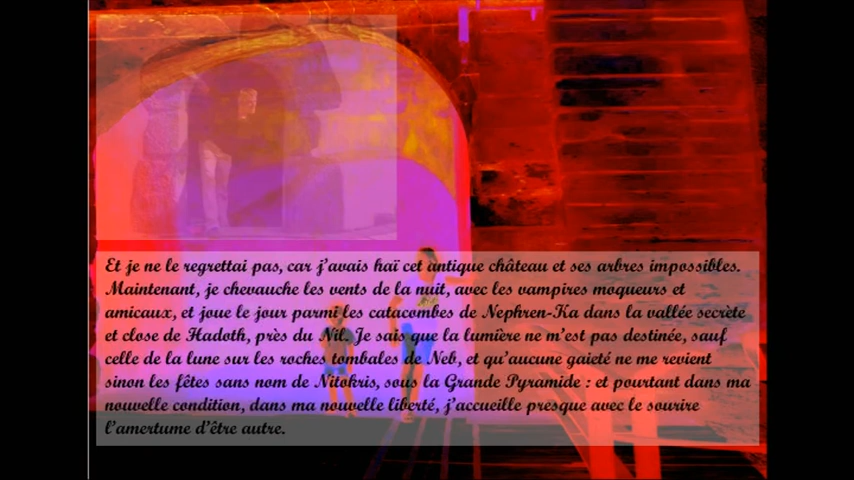 Et je ne le regrettai pas, car j'avais haï cet antique château et ses arbres impossibles.
Maintenant, je chevauche les vents de la nuit, avec les vampires moqueurs et
amicaux, et joue le jour parmi les catacombes de Nephren-Ka dans la vallée secrète
et close de Hadoth, près du Nil. Je sais que la lumière ne m'est pas destinée, sauf
celle de la lune sur les roches tombales de Neb, et qu'aucune gaieté ne me revient
sinon les fêtes sans nom de Nitokris, sous la Grande Pyramide : et pourtant dans ma
nouvelle condition, dans ma nouvelle liberté, j'accueille presque avec le sourire
l'amertume d'être autre.